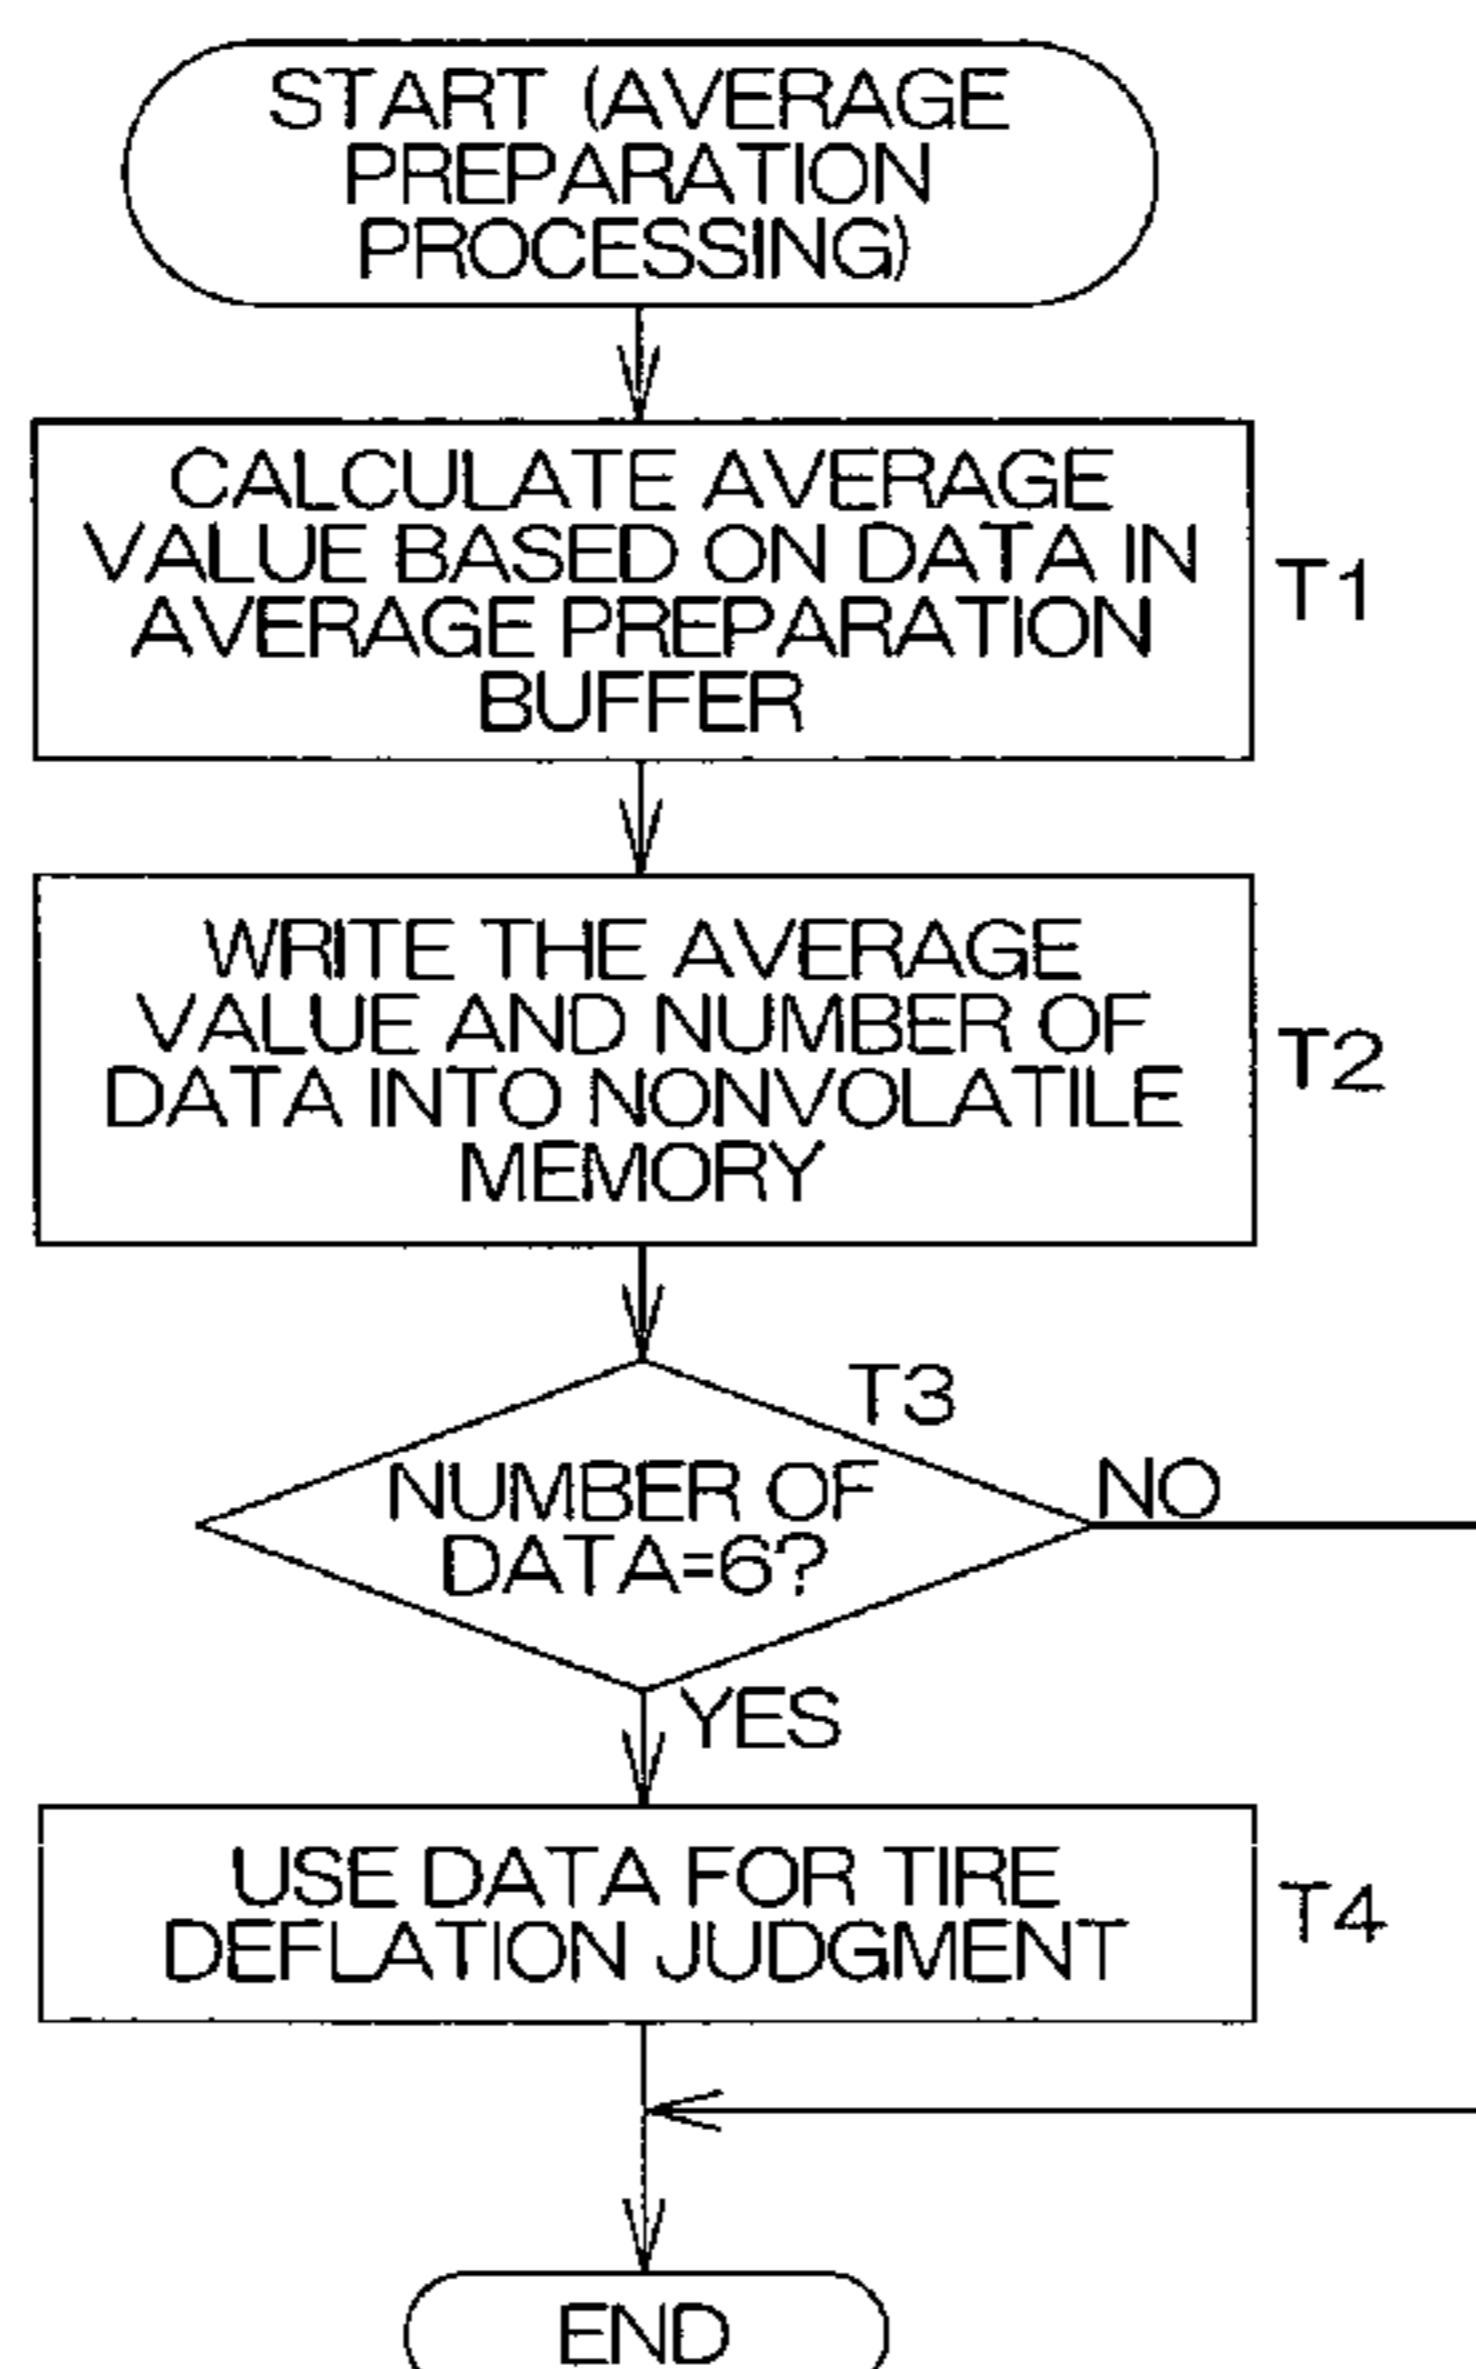 START (AVERAGE
PREPARATION
PROCESSING)
CALCULATE AVERAGE
VALUE BASED ON DATA IN
AVERAGE PREPARATION
BUFFER
T1
WRITE THE AVERAGE
VALUE AND NUMBER OF
DATA INTO NONVOLATILE
MEMORY
T2
T3
NUMBER OF
DATA=6?
NO
YES
USE DATA FOR TIRE
DEFLATION JUDGMENT
T4
END